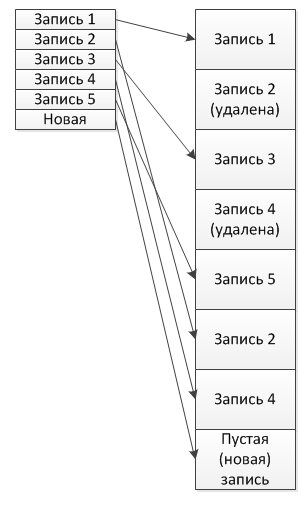 Запись 1
Запись 2
Запись 3
Запись 4
Запись 5
Новая
Запись 1
Запись 2
(удалена)
Запись 3
Запись 4
(удалена)
Запись 5
Запись 2
Запись 4
Пустая
(новая)
запись